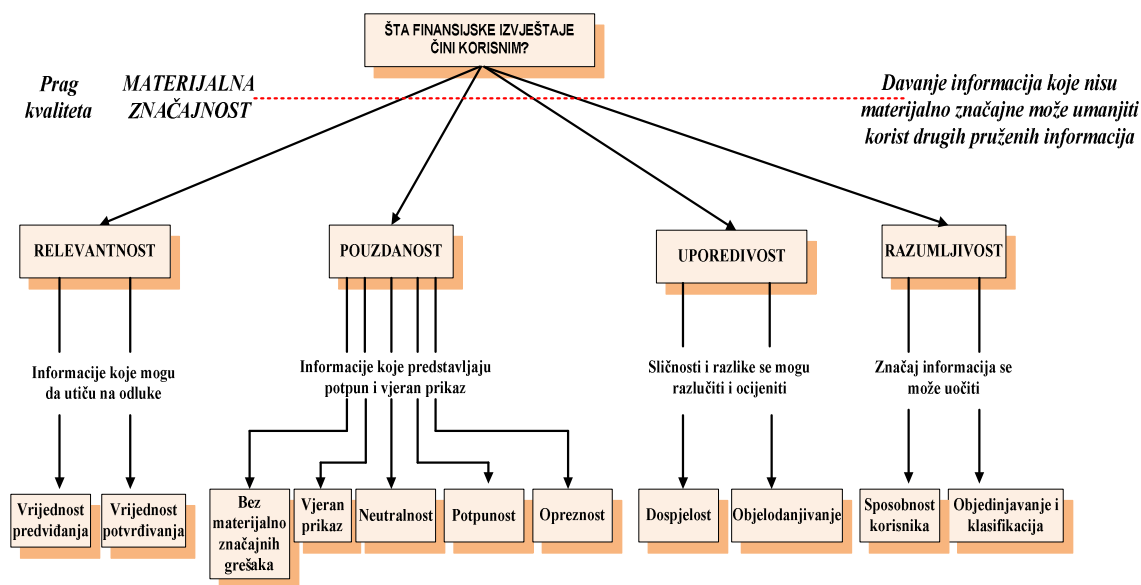 ŠTA FINANSIJSKE IZVJEŠTAJE
ČINI KORISNIM?
Prag
kvaliteta
MATERIJALNA
ZNAČAJNOST
Davanje informacija koje nisu
materijalno značajne može umanjiti
korist drugih pruženih informacija
RELEVANTNOST
POUZDANOST
UPOREDIVOST
RAZUMLJIVOST
Informacije koje mogu
da utiču na odluke
Informacije koje predstavljaju
potpun i vjeran prikaz
Sličnosti i razlike se mogu
razlučiti i ocijeniti
Značaj informacija se
može uočiti
Vrijednost
predviđanja
Vrijednost
potvrđivanja
Bez
materijalno
značajnih
grešaka
Vjeran
prikaz
Neutralnost
Potpunost
Opreznost
Dospjelost
Objelodanjivanje
Sposobnost
korisnika
Objedinjavanje i
klasifikacija